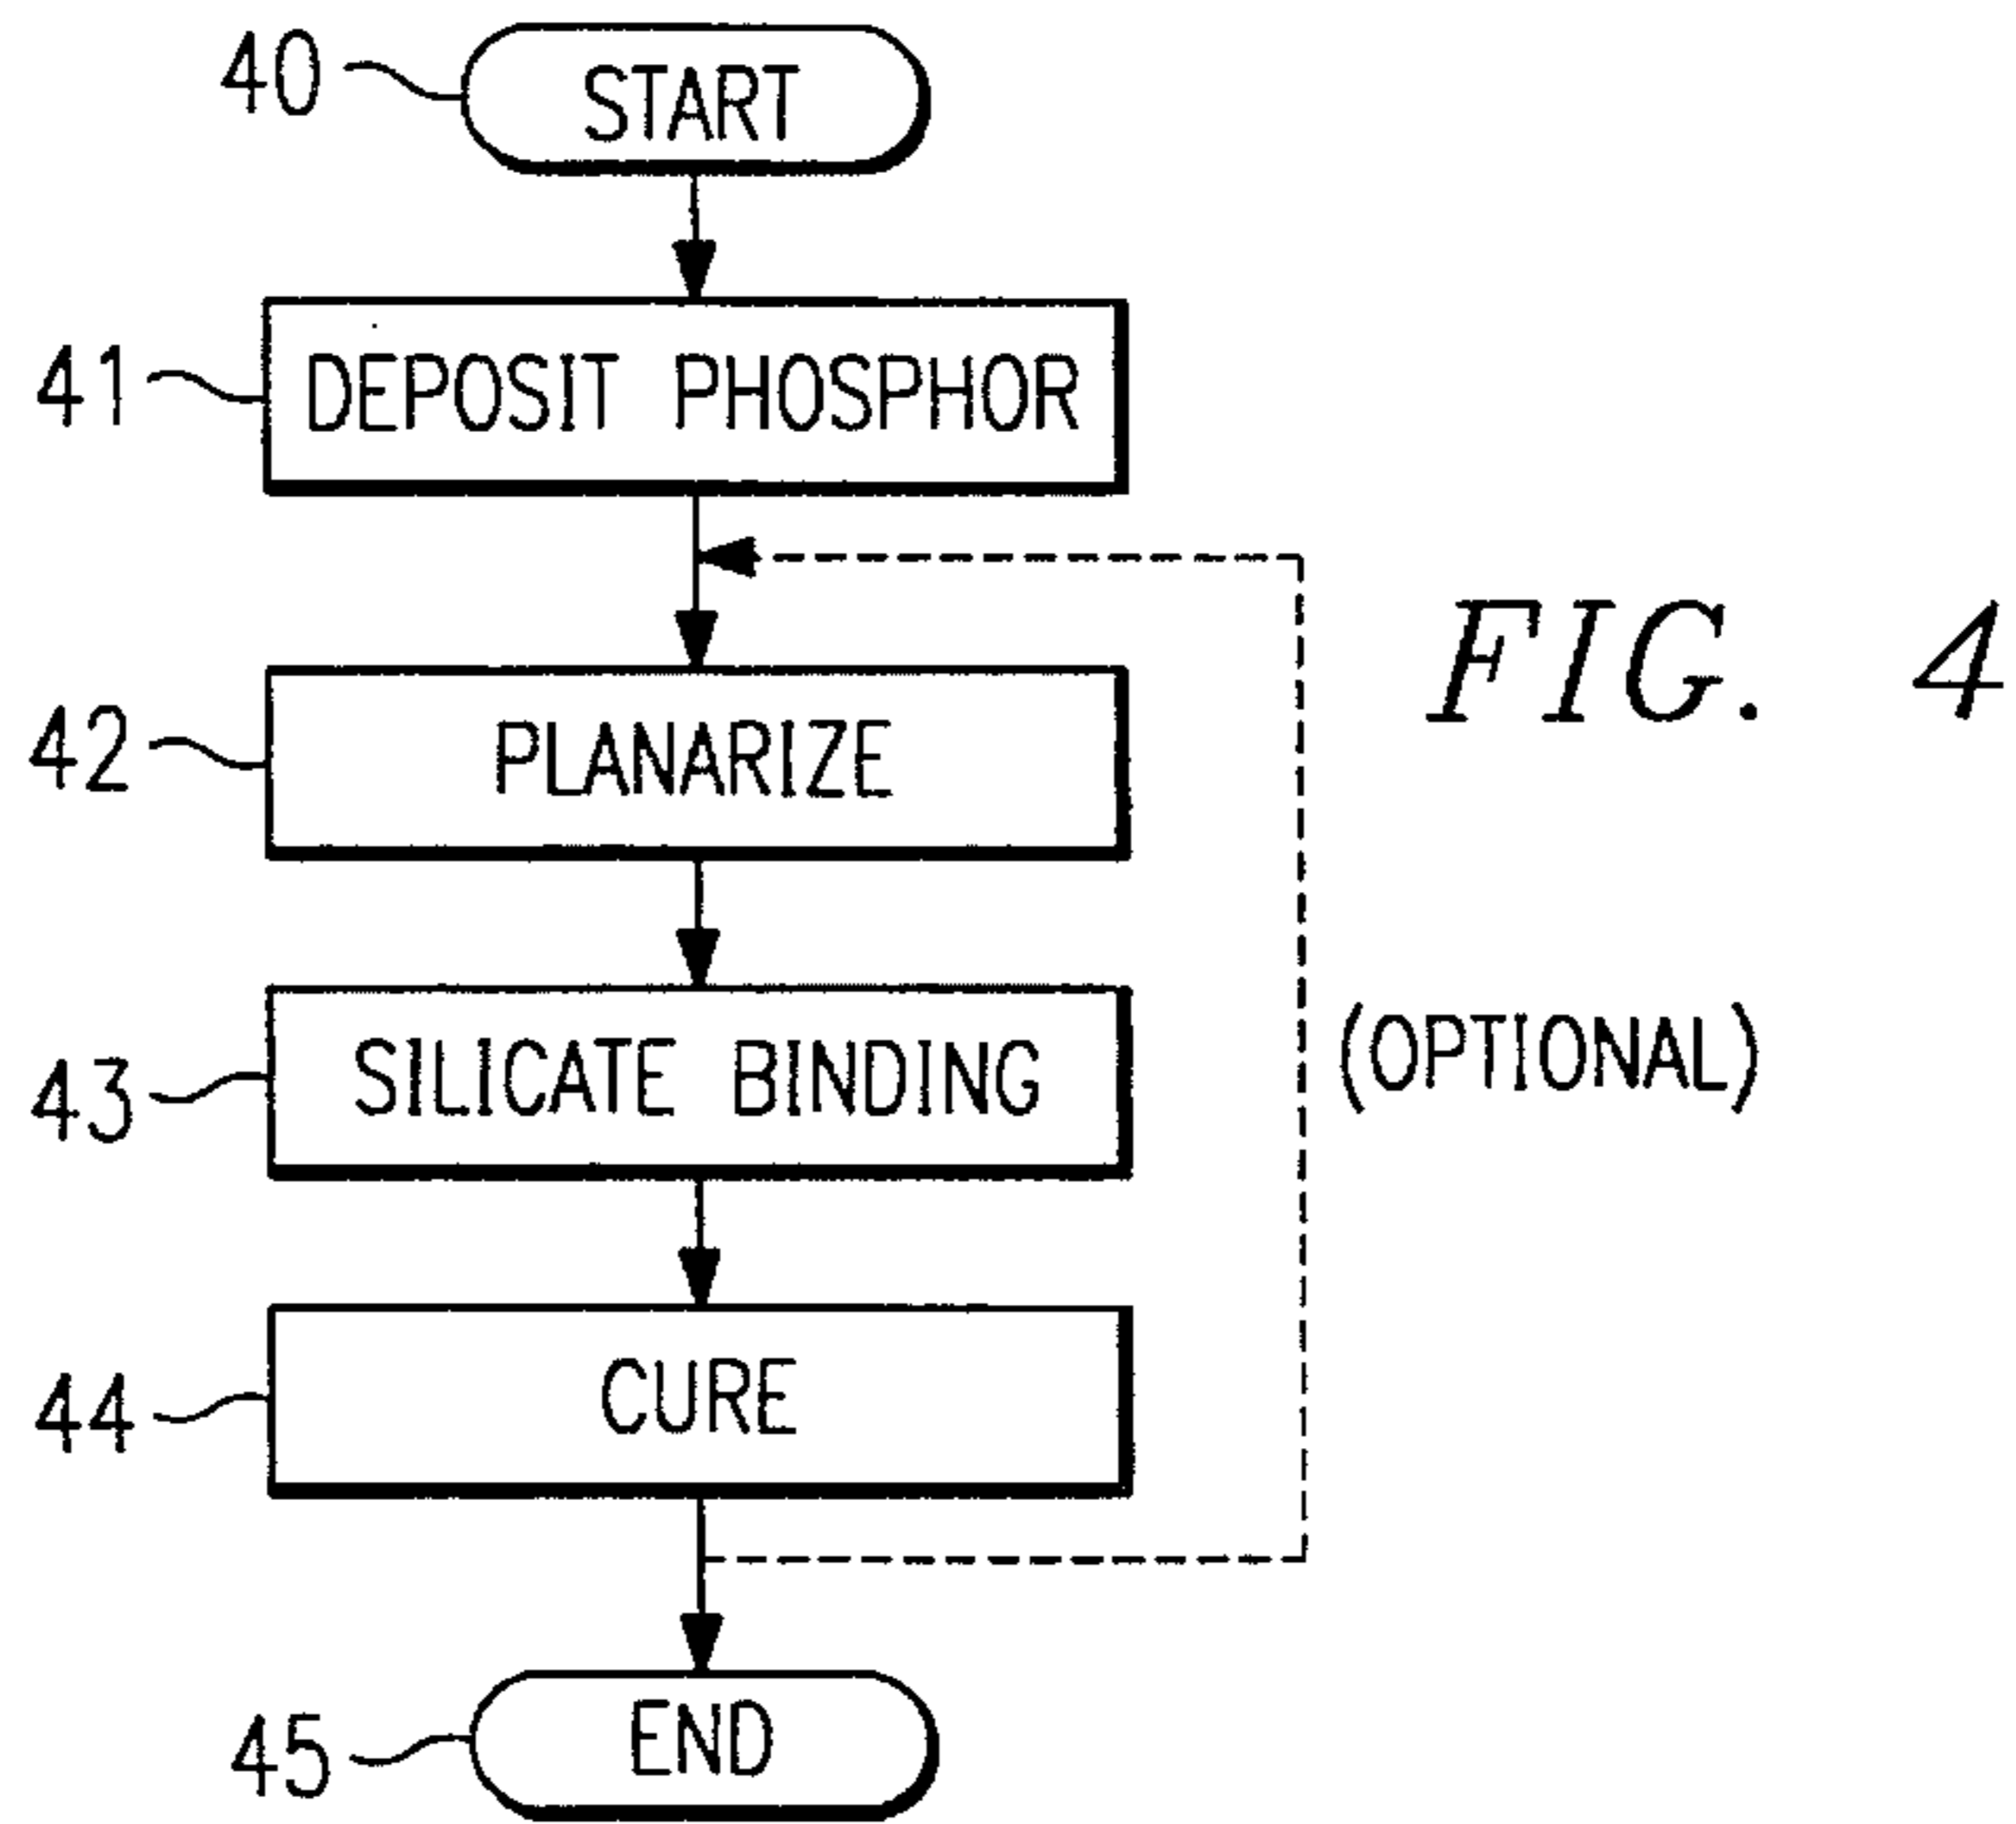 40 START
41 DEPOSIT PHOSPHOR
FIG. 4
42 PLANARIZE
43 SILICATE BINDING
(OPTIONAL)
44 CURE
45 END